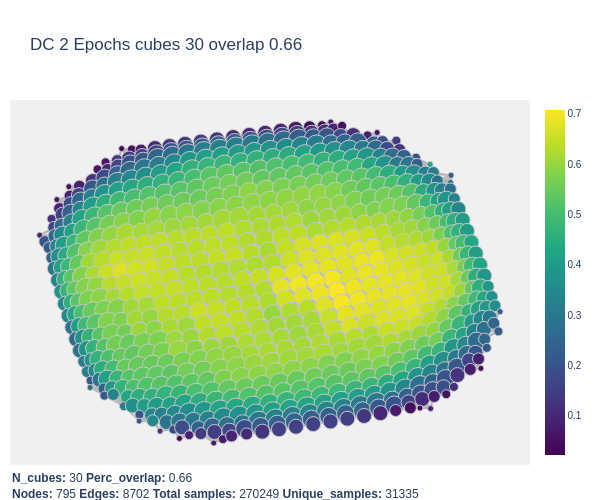 DC 2 Epochs cubes 30 overlap 0.66
0.7
0.6
0.5
0.4
0.3
0.2
0.1
N_cubes: 30 Perc_overlap: 0.66
Nodes: 795 Edges: 8702 Total samples: 270249 Unique_samples: 31335